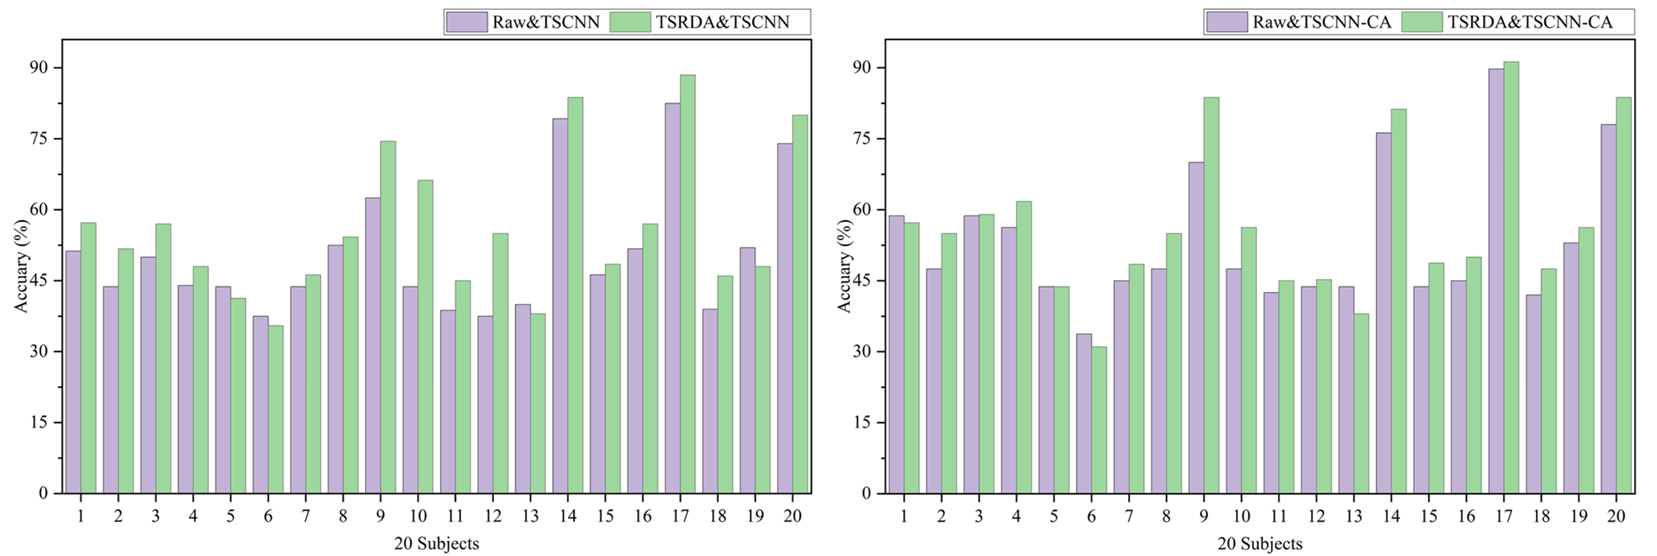 Raw&TSCNN TSRDA&TSCNN
90
75
60
45
30
15
0
Accuary (%)
1 2 3 4 5 6 7 8 9 10 11 12 13 14 15 16 17 18 19 20
20 Subjects
Raw&TSCNN-CA TSRDA&TSCNN-CA
90
75
60
45
30
15
0
Accuary (%)
1 2 3 4 5 6 7 8 9 10 11 12 13 14 15 16 17 18 19 20
20 Subjects